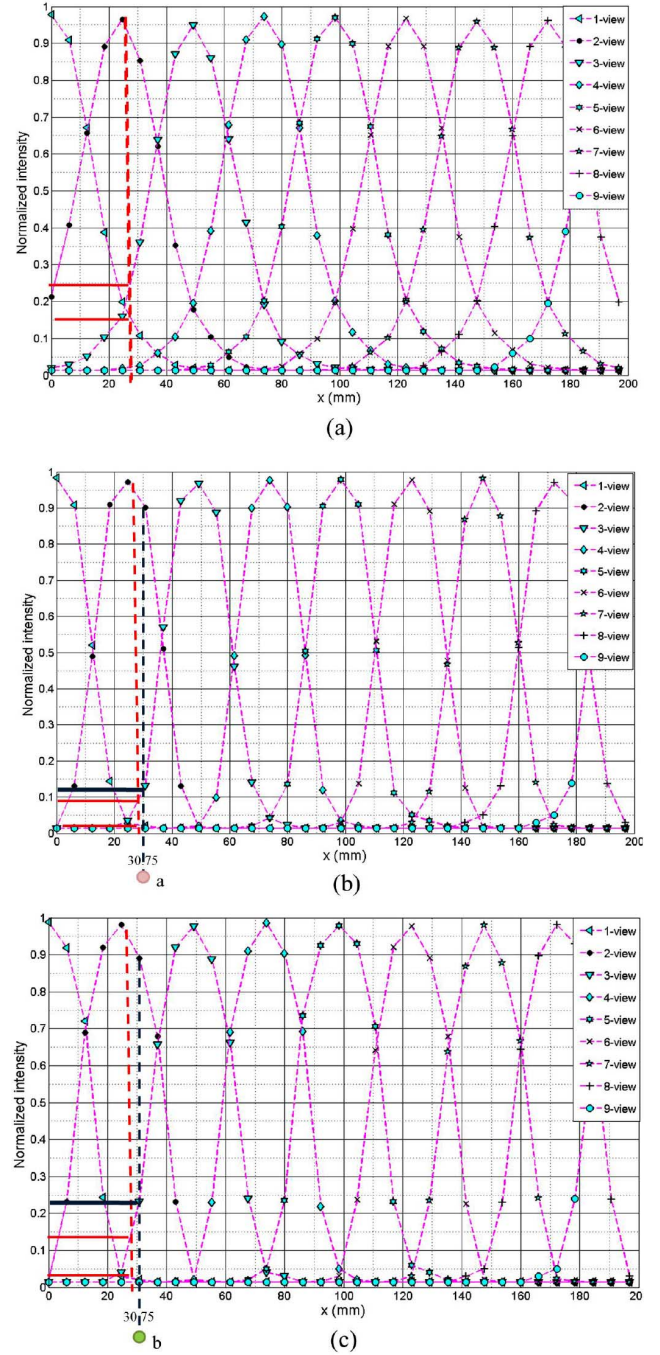 1
0.9
0.8
0.7
0.6
0.5
0.4
0.3
0.2
0.1
0
Normalized intensity
0 20 40 60 80 100 120 140 160 180 200
x (mm)
1-view
2-view
3-view
4-view
5-view
6-view
7-view
8-view
9-view
(a)
1
0.9
0.8
0.7
0.6
0.5
0.4
0.3
0.2
0.1
0
Normalized intensity
0 20 40 60 80 100 120 140 160 180 200
x (mm)
1-view
2-view
3-view
4-view
5-view
6-view
7-view
8-view
9-view
30.75
a
(b)
1
0.9
0.8
0.7
0.6
0.5
0.4
0.3
0.2
0.1
0
Normalized intensity
0 20 40 60 80 100 120 140 160 180
x (mm)
1-view
2-view
3-view
4-view
5-view
6-view
7-view
8-view
9-view
30.75
b
(c)